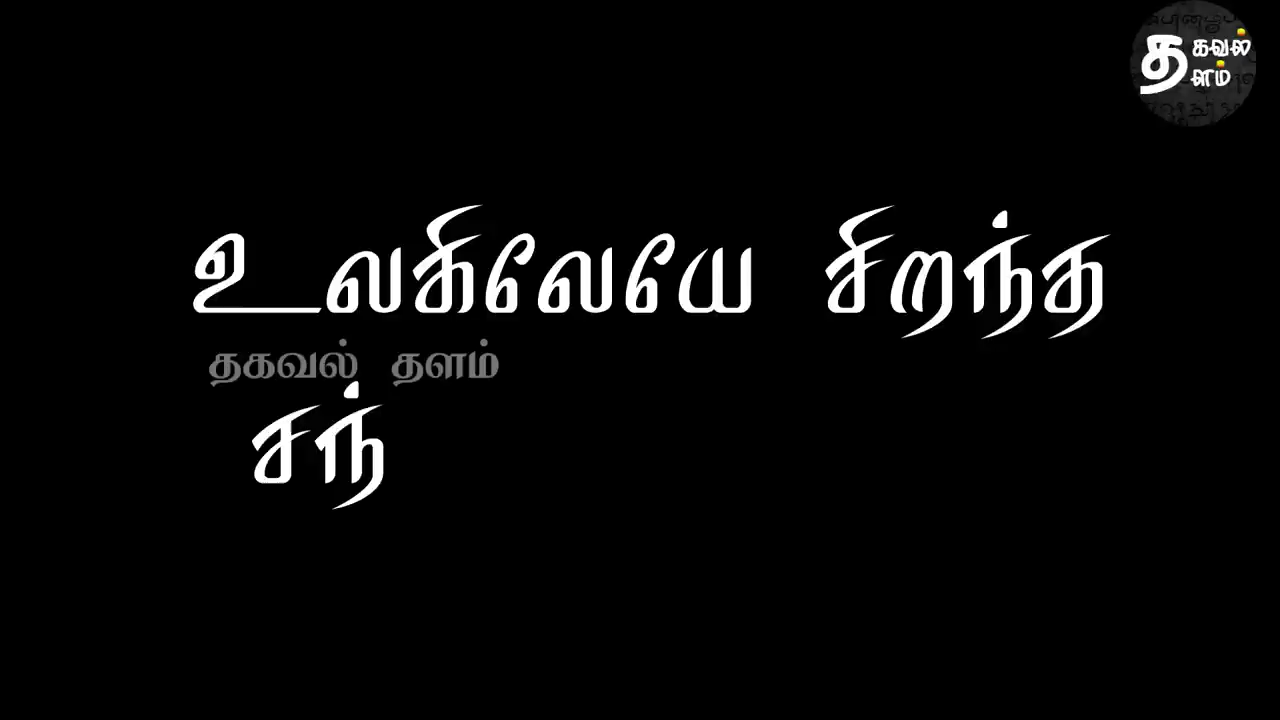 தகவல்
தளம்
உலகிலேயே சிறந்த
தகவல் தளம்
சந்